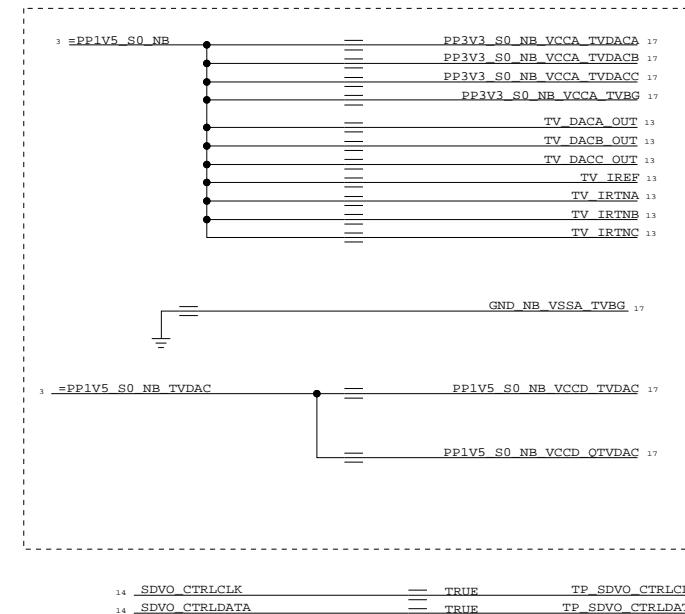 3 =PP1V5_S0_NB PP3V3_S0_NB_VCCA_TVDACA 17
PP3V3_S0_NB_VCCA_TVDACB 17
PP3V3_S0_NB_VCCA_TVDACC 17
PP3V3_S0_NB_VCCA_TVBG 17
TV_DACA_OUT 13
TV_DACB_OUT 13
TV_DACC_OUT 13
TV_IREF 13
TV_IRTNA 13
TV_IRTNB 13
TV_IRTNC 13
GND_NB_VSSA_TVBG 17
3 =PP1V5_S0_NB_TVDAC PP1V5_S0_NB_VCCD_TVDAC 17
PP1V5_S0_NB_VCCD_QTVDAC 17
14 SDVO_CTRLCLK TRUE TP_SDVO_CTRLCL
14 SDVO_CTRLDATA TRUE TP_SDVO_CTRLDAT